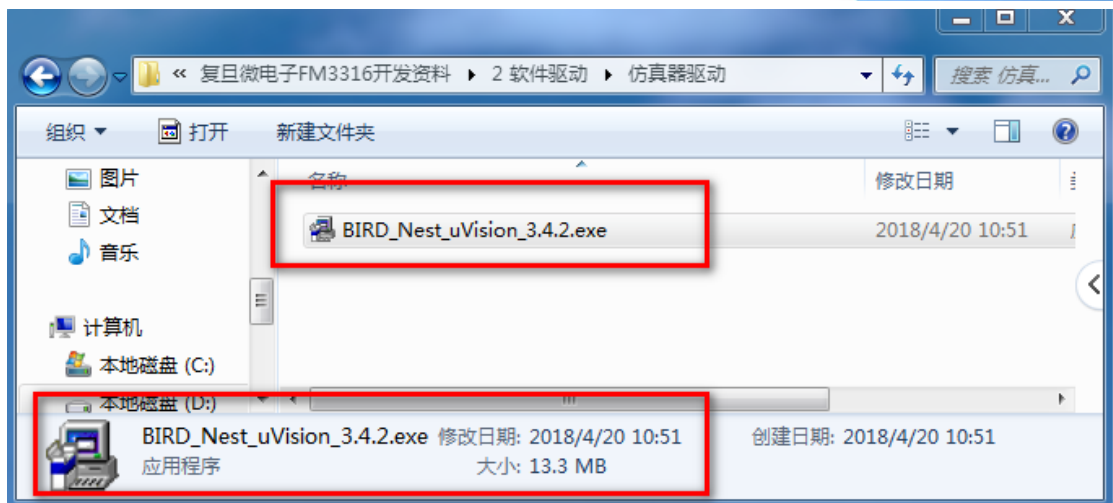 « 复旦微电子FM3316开发资料 ▸ 2 软件驱动 ▸ 仿真器驱动
搜索 仿真...
组织 打开 新建文件夹
图片
文档
音乐
计算机
本地磁盘 (C:)
本地磁盘 (D:)
名称 修改日期
BIRD_Nest_uVision_3.4.2.exe 2018/4/20 10:51
BIRD_Nest_uVision_3.4.2.exe 修改日期: 2018/4/20 10:51 创建日期: 2018/4/20 10:51
应用程序 大小: 13.3 MB